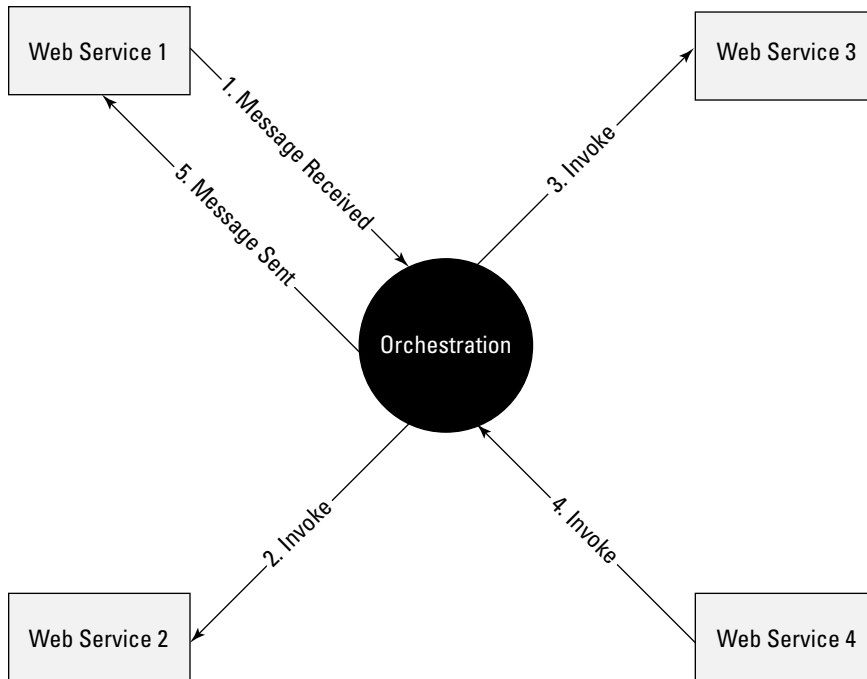 Web Service 1
Web Service 3
1. Message Received
5. Message Sent
3. Invoke
Orchestration
2. Invoke
4. Invoke
Web Service 2
Web Service 4